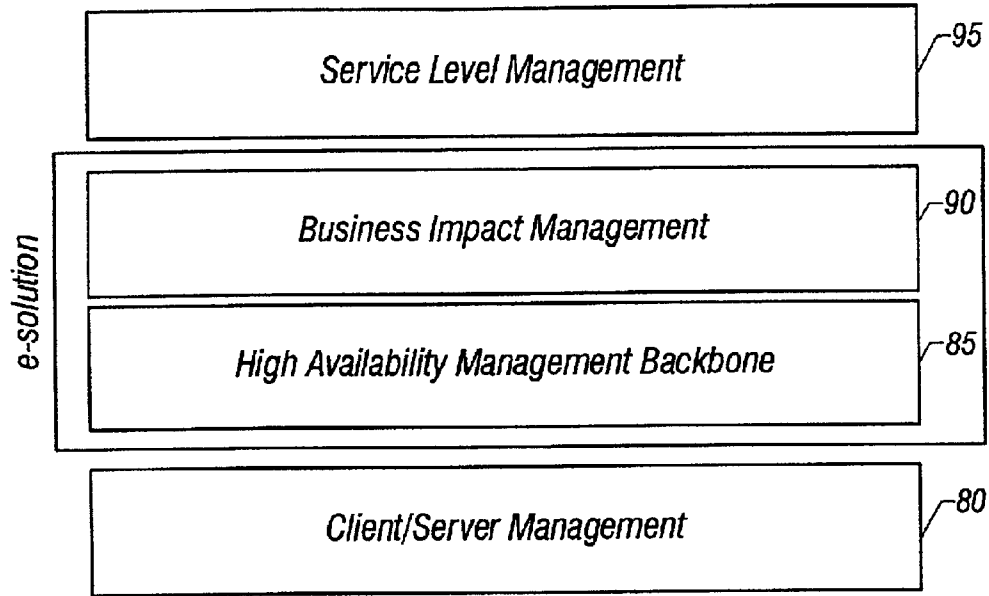 Service Level Management
95
e-solution
Business Impact Management
90
High Availability Management Backbone
85
Client/Server Management
80